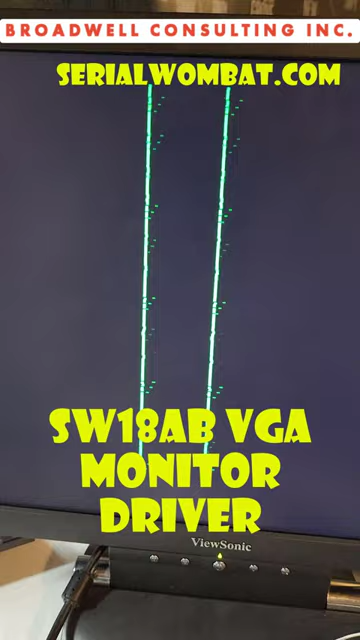 BROADWELL CONSULTING INC.
SERIALWOMBAT.COM
SW18AB VGA
MONITOR
DRIVER
ViewSonic